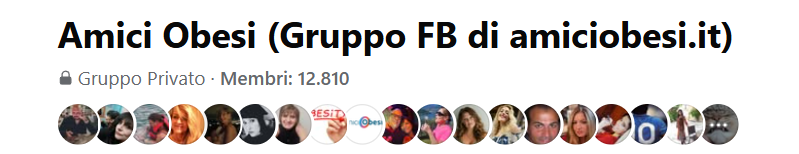 Amici Obesi (Gruppo FB di amiciobesi.it)
Gruppo Privato · Membri: 12.810